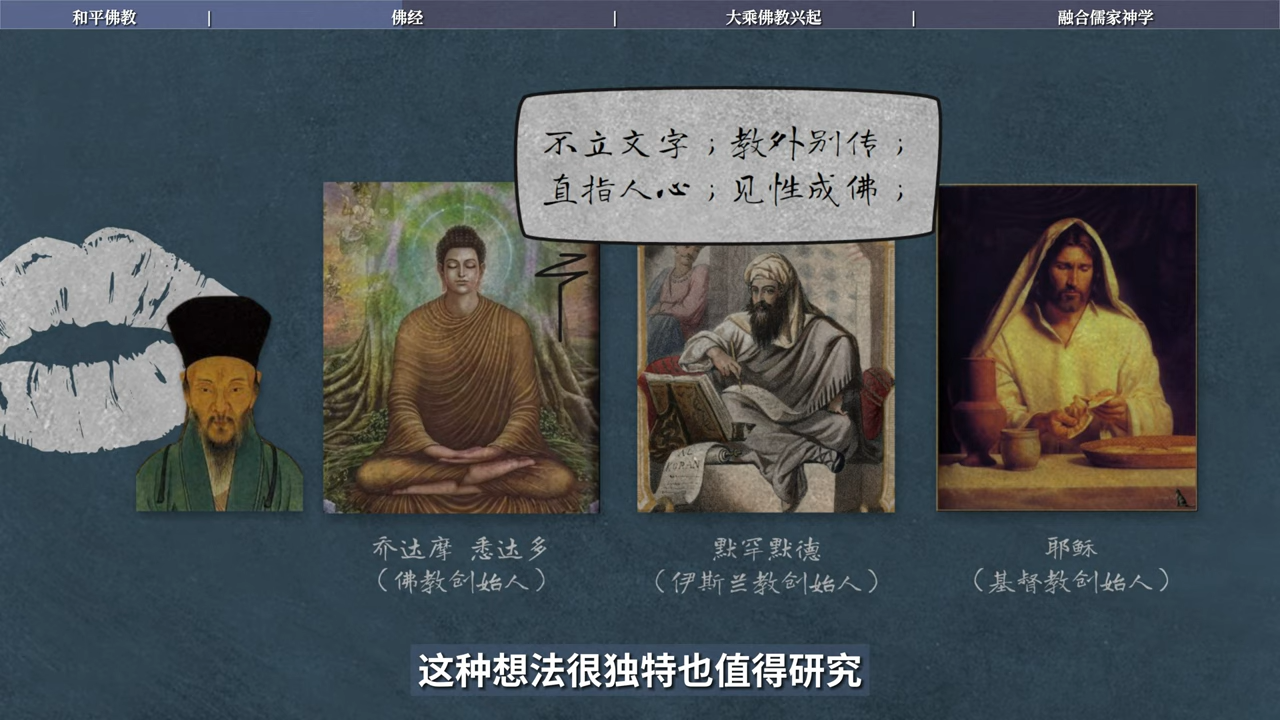 和平佛教 | 佛经 | 大乘佛教兴起 | 融合儒家神学
不立文字；教外别传；
直指人心；见性成佛；
AL KORAN
乔达摩 悉达多
（佛教创始人）
默罕默德
（伊斯兰教创始人）
耶稣
（基督教创始人）
这种想法很独特也值得研究